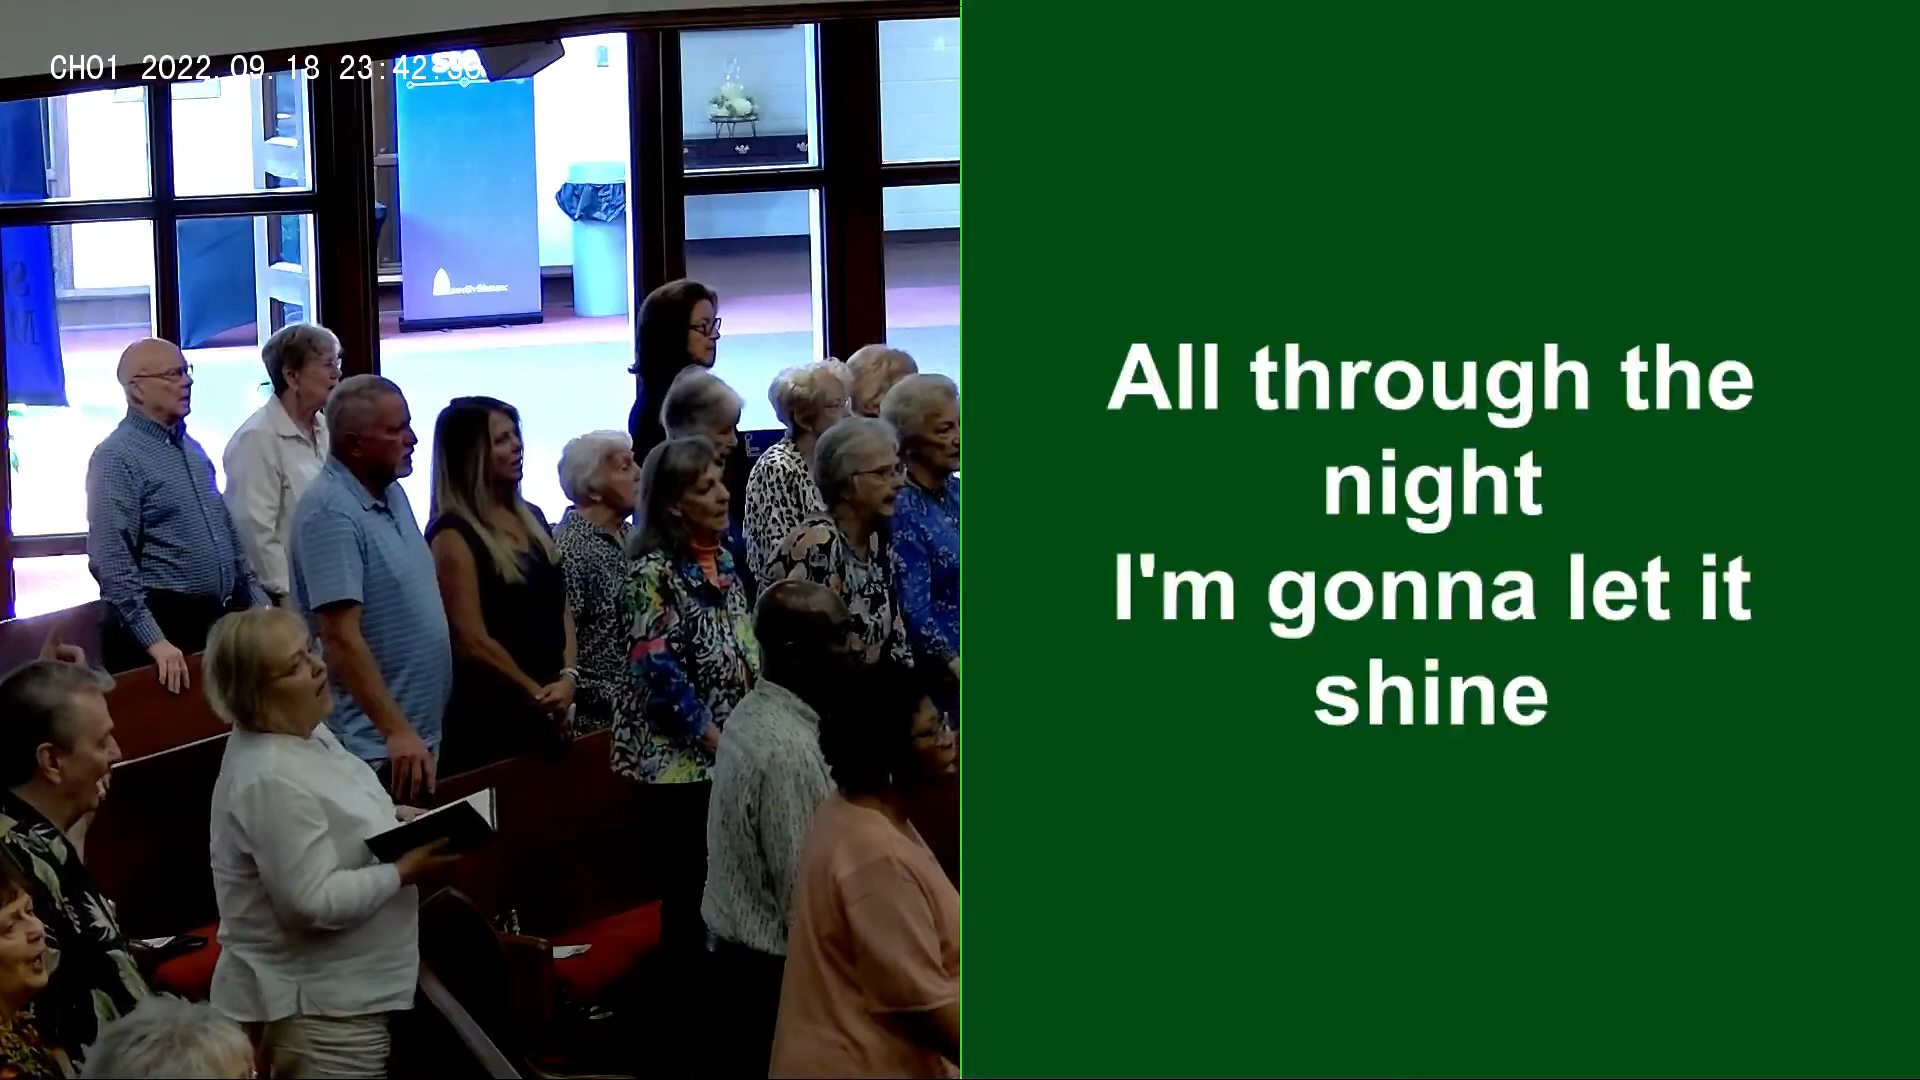 CH01 2022.09.18 23:42:
All through the
night
I'm gonna let it
shine